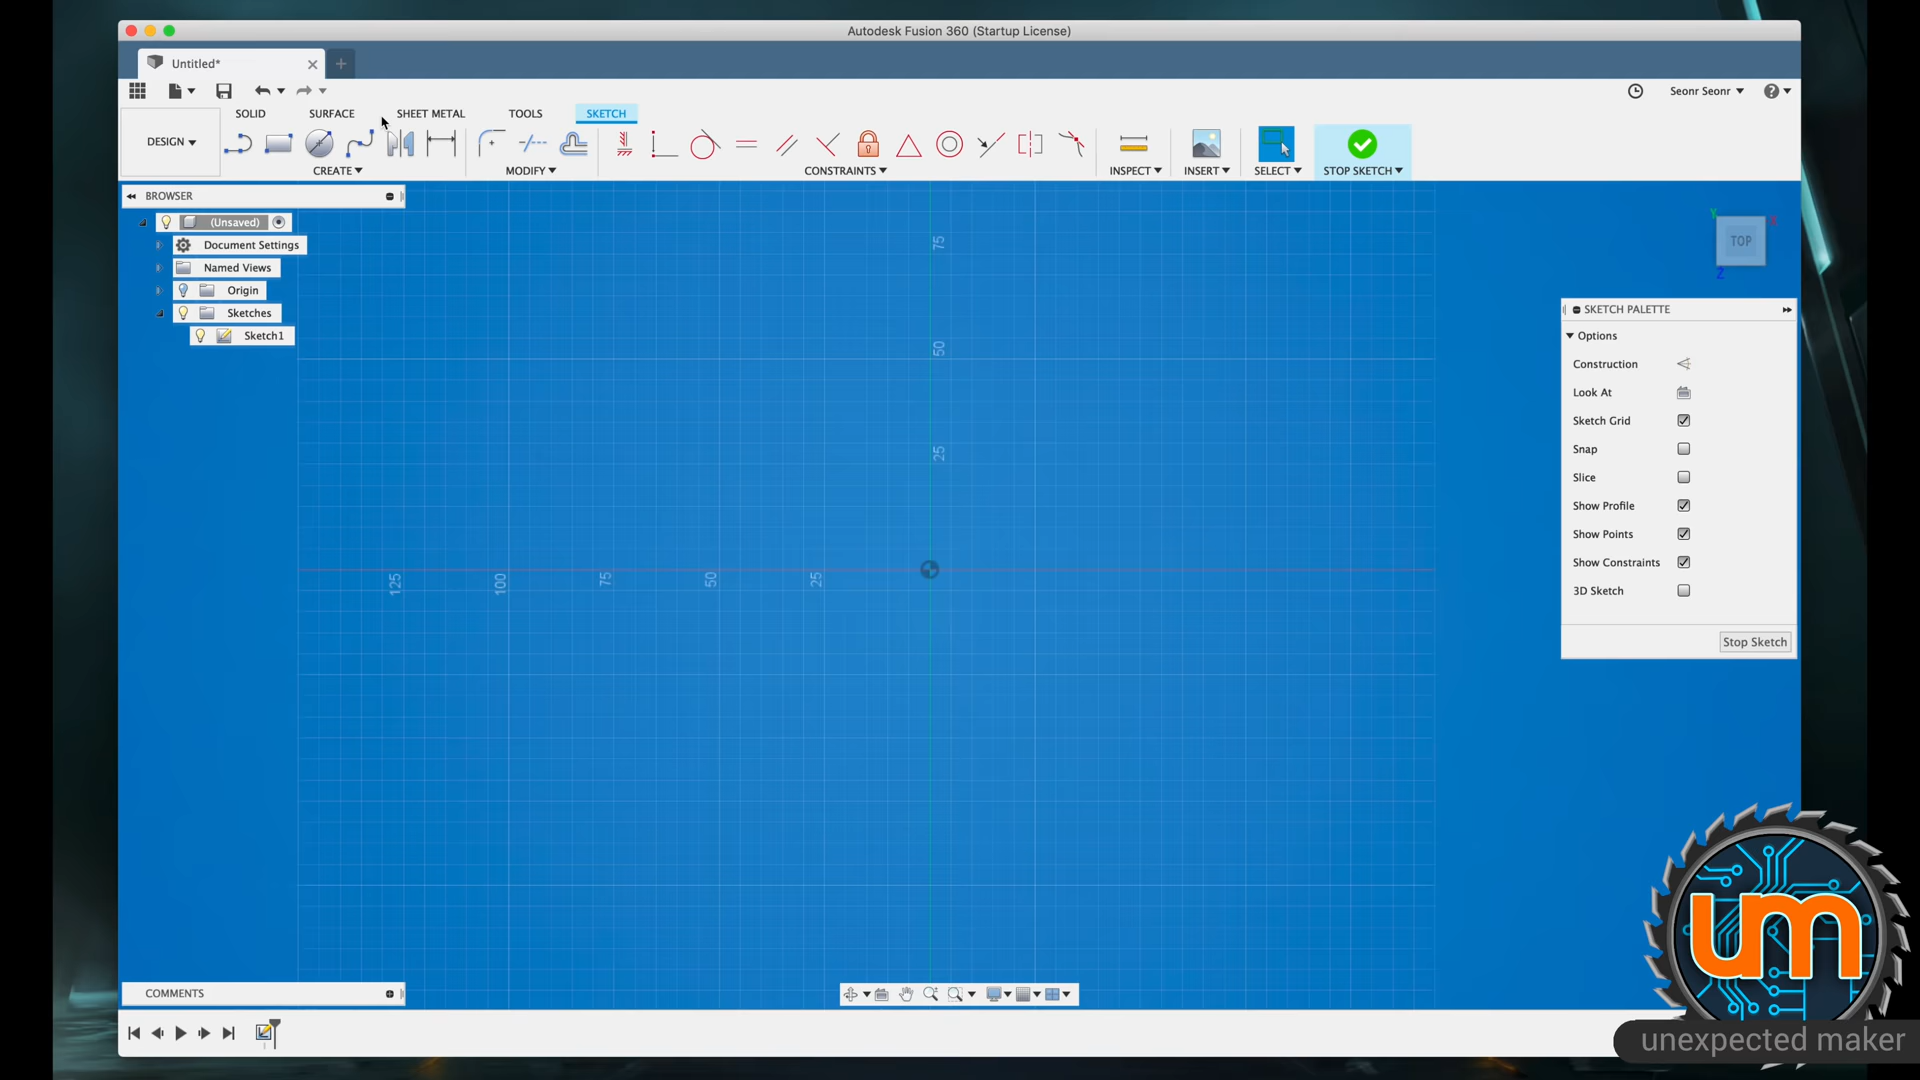 Autodesk Fusion 360 (Startup License)
Untitled*
Seonr Seonr
SOLID SURFACE SHEET METAL TOOLS SKETCH
DESIGN
CREATE MODIFY CONSTRAINTS INSPECT INSERT SELECT STOP SKETCH
BROWSER
(Unsaved)
Document Settings
Named Views
Origin
Sketches
Sketch1
75
50
25
125
100
75
50
25
Y
X
TOP
Z
SKETCH PALETTE
Options
Construction
Look At
Sketch Grid
Snap
Slice
Show Profile
Show Points
Show Constraints
3D Sketch
Stop Sketch
COMMENTS
um
unexpected maker